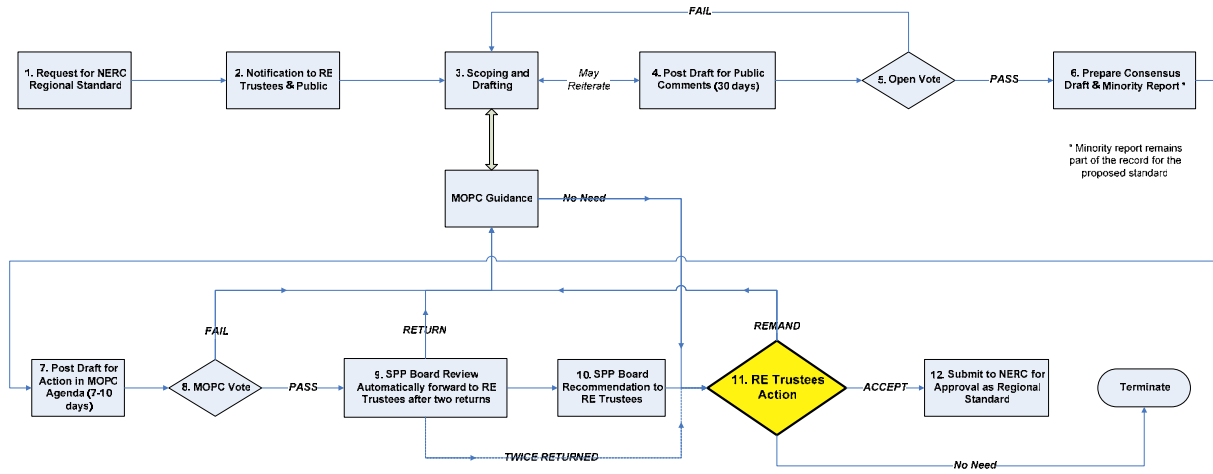 FAIL
1. Request for NERC
Regional Standard
2. Notification to RE
Trustees & Public
3. Scoping and
Drafting
May
Reiterate
4. Post Draft for Public
Comments (30 days)
5. Open Vote
PASS
6. Prepare Consensus
Draft & Minority Report *
* Minority report remains
part of the record for the
proposed standard
MOPC Guidance
No Need
FAIL
RETURN
REMAND
7. Post Draft for
Action in MOPC
Agenda (7-10
days)
8. MOPC Vote
PASS
9. SPP Board Review
Automatically forward to RE
Trustees after two returns
10. SPP Board
Recommendation to
RE Trustees
11. RE Trustees
Action
ACCEPT
12. Submit to NERC for
Approval as Regional
Standard
Terminate
TWICE RETURNED
No Need